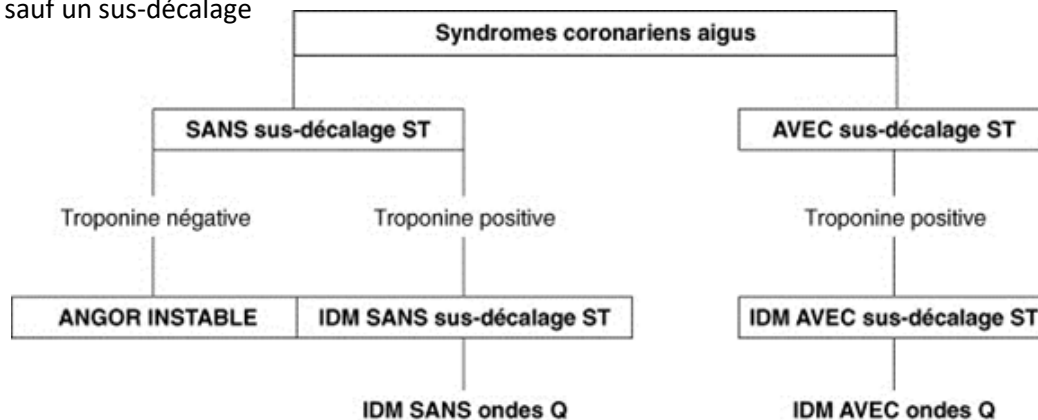 sauf un sus-décalage
Syndromes coronariens aigus
SANS sus-décalage ST
AVEC sus-décalage ST
Troponine négative
Troponine positive
Troponine positive
ANGOR INSTABLE
IDM SANS sus-décalage ST
IDM AVEC sus-décalage ST
IDM SANS ondes Q
IDM AVEC ondes Q